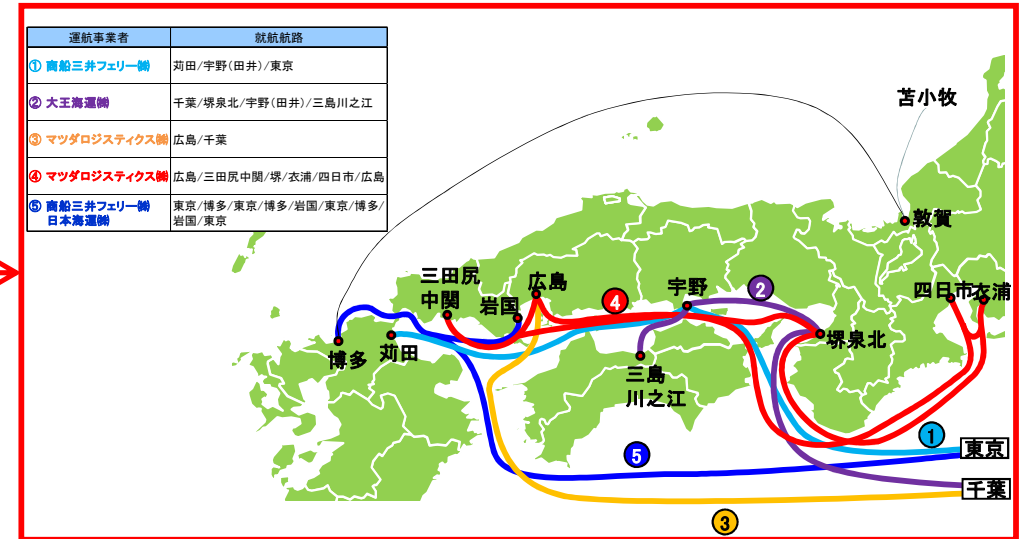 運航事業者 就航航路
① 商船三井フェリー㈱ 苅田/宇野(田井)/東京
② 大王海運㈱ 千葉/堺泉北/宇野(田井)/三島川之江
③ マツダロジスティクス㈱ 広島/千葉
④ マツダロジスティクス㈱ 広島/三田尻中関/堺/衣浦/四日市/広島
⑤ 商船三井フェリー㈱ 東京/博多/東京/博多/岩国/東京/博多/
日本海運㈱ 岩国/東京
苫小牧
敦賀
三田尻
中関
広島
岩国
宇野
②
④
四日市
衣浦
博多
苅田
堺泉北
三島
川之江
①
⑤
東京
千葉
③